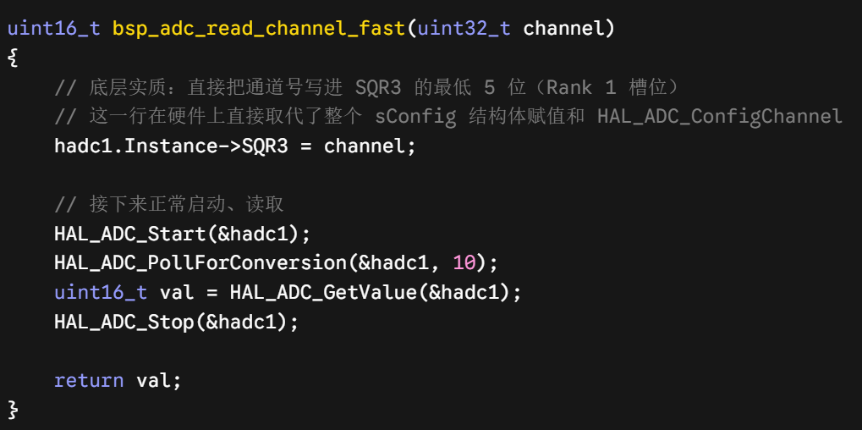 uint16_t bsp_adc_read_channel_fast(uint32_t channel)
{
    // 底层实质：直接把通道号写进 SQR3 的最低 5 位（Rank 1 槽位）
    // 这一行在硬件上直接取代了整个 sConfig 结构体赋值和 HAL_ADC_ConfigChannel
    hadc1.Instance->SQR3 = channel;

    // 接下来正常启动、读取
    HAL_ADC_Start(&hadc1);
    HAL_ADC_PollForConversion(&hadc1, 10);
    uint16_t val = HAL_ADC_GetValue(&hadc1);
    HAL_ADC_Stop(&hadc1);

    return val;
}